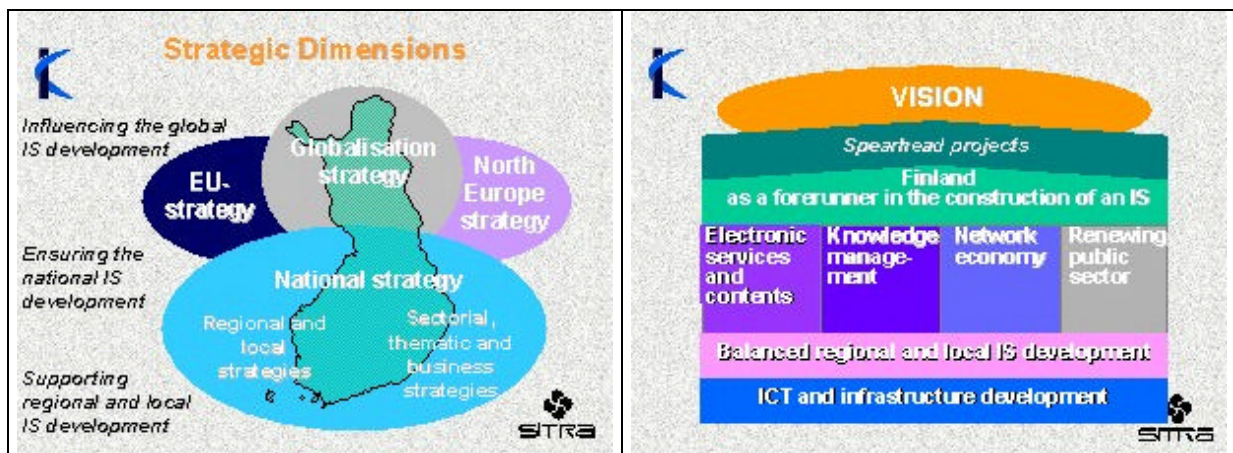 Strategic Dimensions
Influencing the global
IS development
Globalisation
strategy
EU-
strategy
North
Europe
strategy
Ensuring the
national IS
development
National strategy
Regional and
local
strategies
Sectorial,
thematic and
business
strategies
Supporting
regional and local
IS development
SITRA
VISION
Spearhead projects
Finland
as a forerunner in the construction of an IS
Electronic
services
and
contents
Knowledge
manage-
ment
Network
economy
Renewing
public
sector
Balanced regional and local IS development
ICT and infrastructure development
SITRA